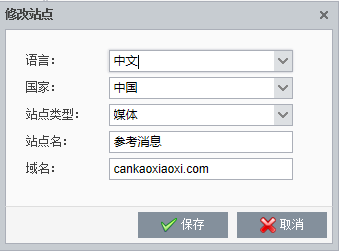 修改站点
语言： 中文
国家： 中国
站点类型： 媒体
站点名： 参考消息
域名： cankaoxiaoxi.com
保存 取消